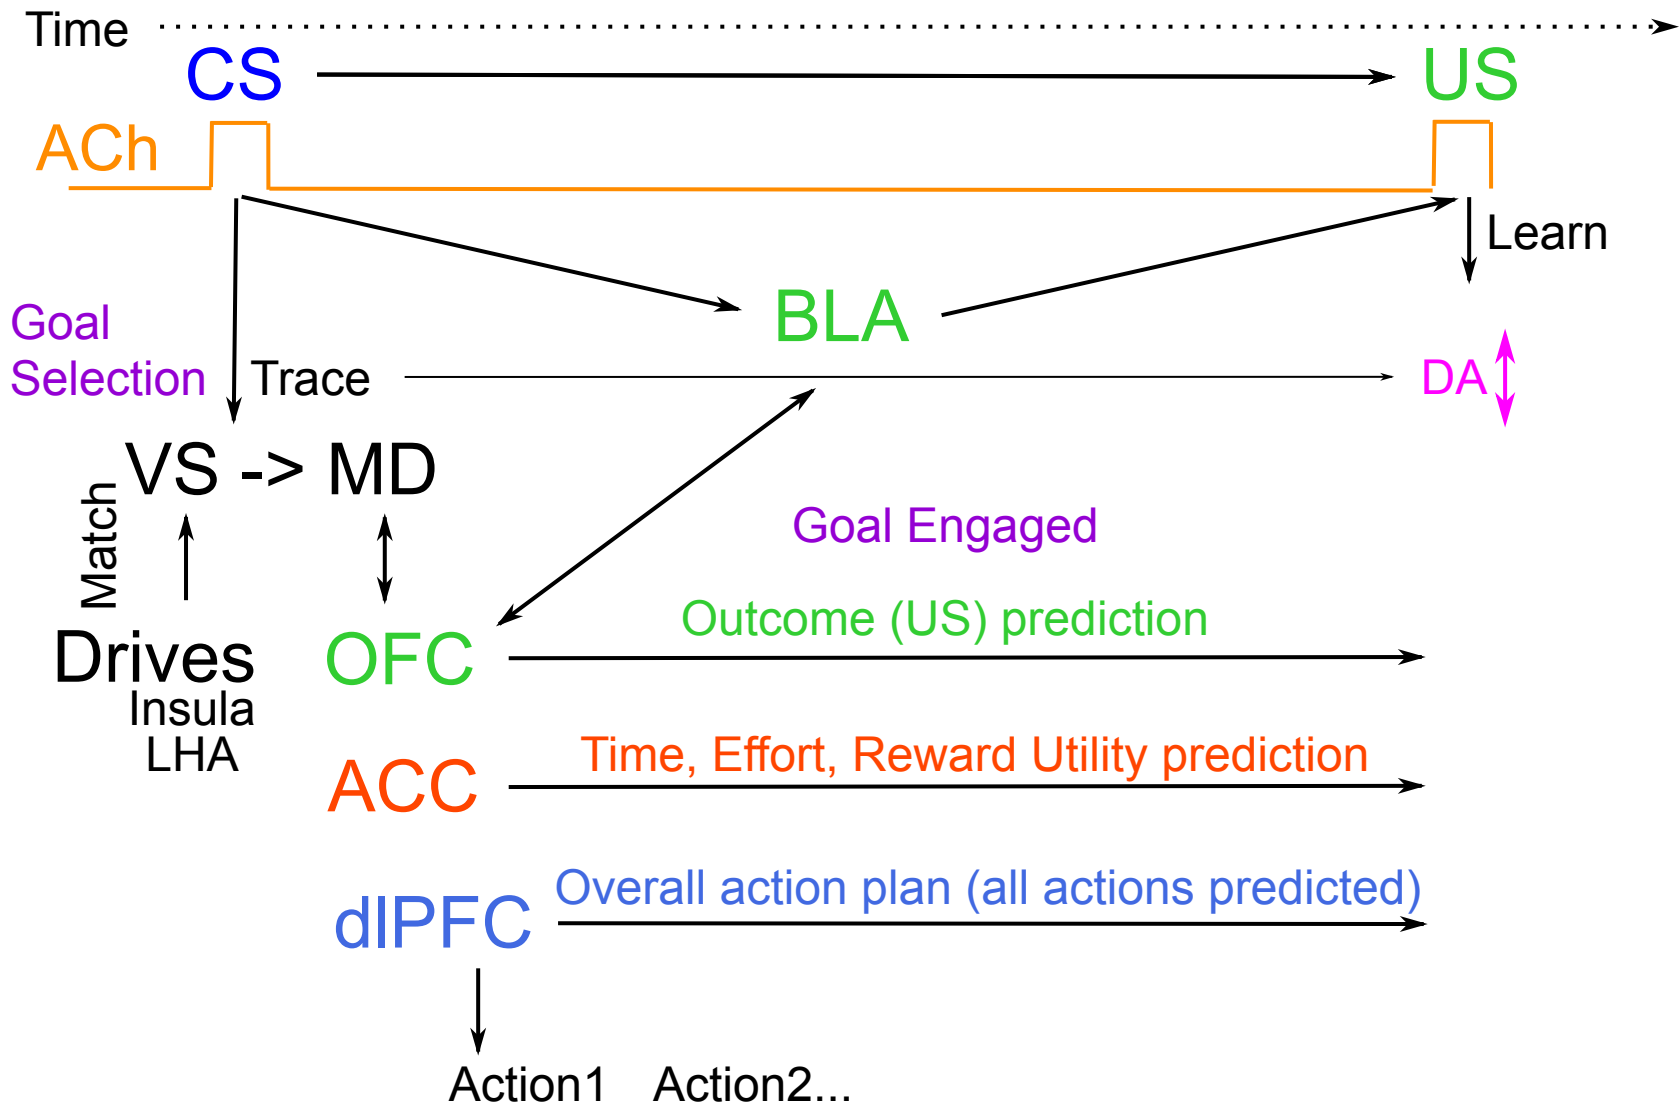 Time
CS
US
ACh
Learn
BLA
Goal
Selection
Trace
DA
VS -> MD
Match
Goal Engaged
Outcome (US) prediction
Drives
OFC
Insula
LHA
Time, Effort, Reward Utility prediction
ACC
Overall action plan (all actions predicted)
dlPFC
Action1 Action2...